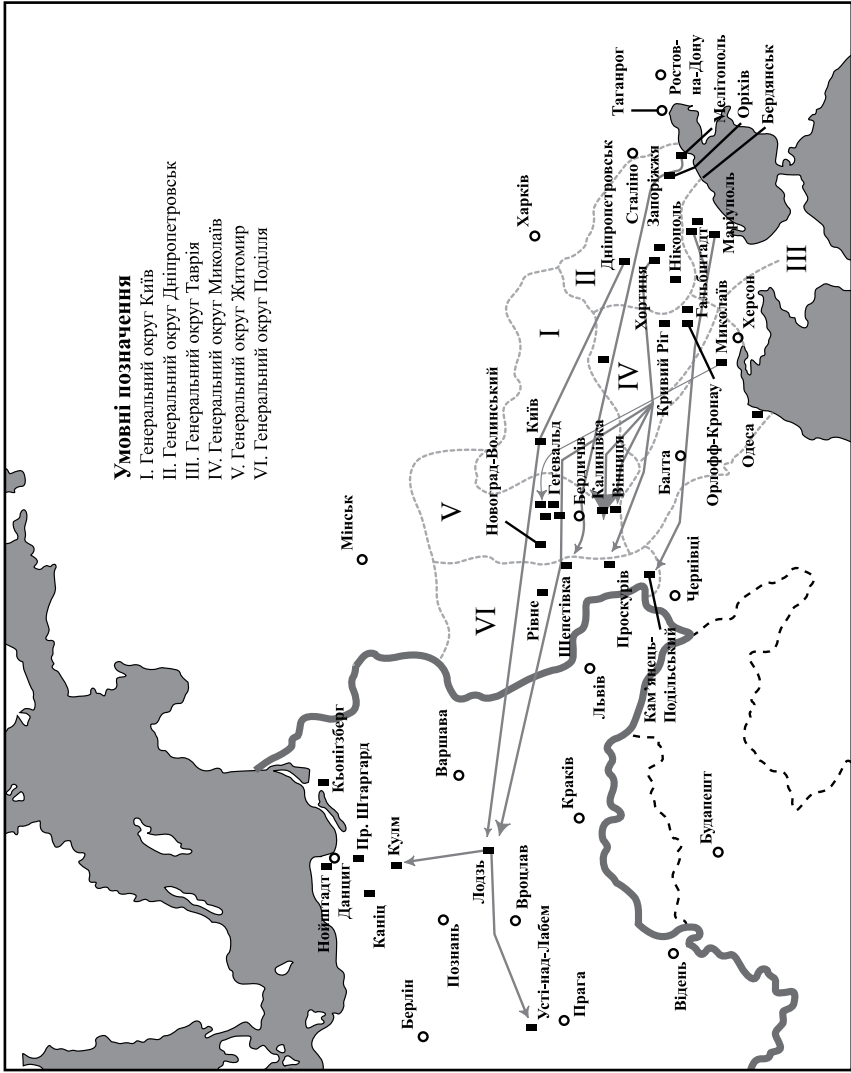 Умовні позначення
I. Генеральний округ Київ
II. Генеральний округ Дніпропетровськ
III. Генеральний округ Таврія
IV. Генеральний округ Миколаїв
V. Генеральний округ Житомир
VI. Генеральний округ Поділля
Мінськ
Харків
Таганрог
Ростов-
на-Дону
Кьонігзберг
Нойштадт
Данциг
Пр. Штаргард
Кулм
Каніц
Берлін
Познань
Варшава
Лодзь
Вроцлав
Усті-над-Лабем
Прага
Краків
Відень
Будапешт
Львів
Чернівці
VI
V
I
II
IV
III
Новоград-Волинський
Київ
Геґевальд
Рівне
Шепетівка
Бердичів
Калинівка
Вінниця
Проскурів
Кам’янець-
Подільський
Балта
Дніпропетровськ
Сталіно
Запоріжжя
Хортиця
Нікополь
Кривий Ріг
Гальбштадт
Маріуполь
Мелітополь
Оріхів
Бердянськ
Орлофф-Кронау
Миколаїв
Херсон
Одеса